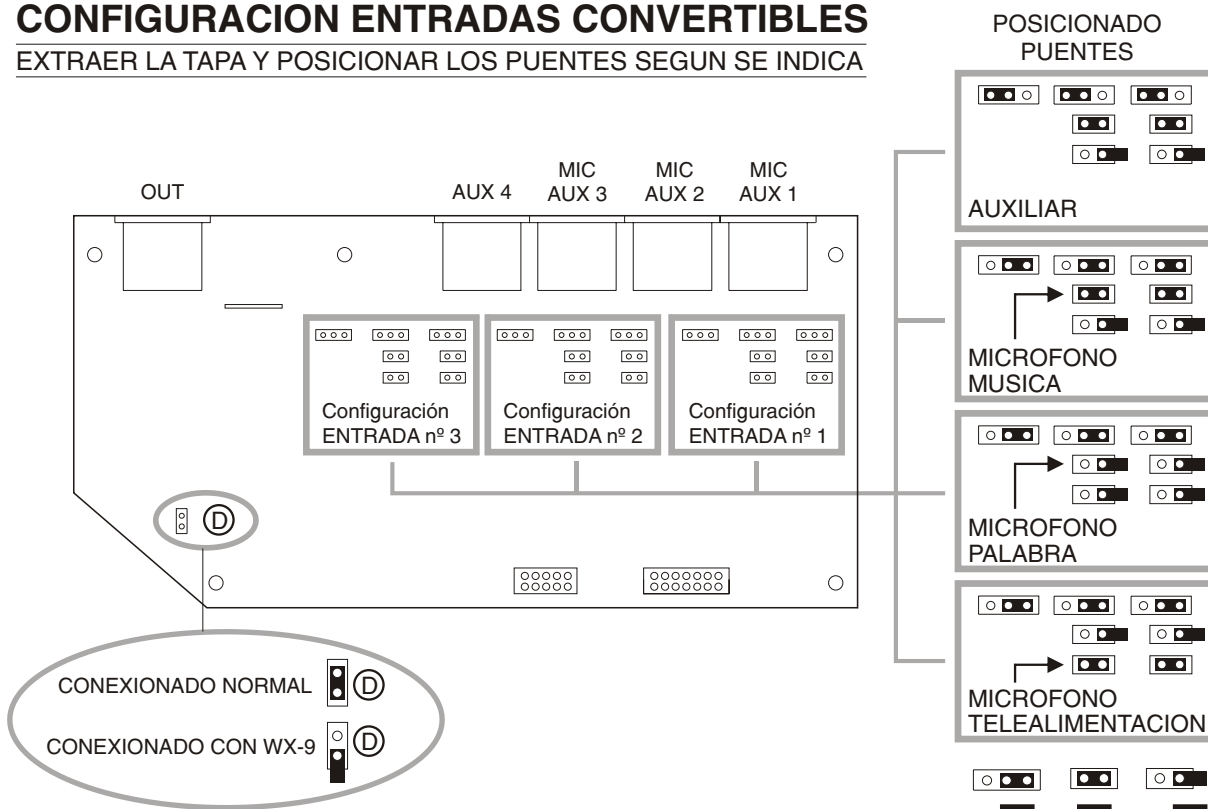 CONFIGURACION ENTRADAS CONVERTIBLES
EXTRAER LA TAPA Y POSICIONAR LOS PUENTES SEGUN SE INDICA
POSICIONADO
PUENTES
OUT
AUX 4
MIC
AUX 3
MIC
AUX 2
MIC
AUX 1
Configuración
ENTRADA nº 3
Configuración
ENTRADA nº 2
Configuración
ENTRADA nº 1
D
CONEXIONADO NORMAL D
CONEXIONADO CON WX-9 D
AUXILIAR
MICROFONO
MUSICA
MICROFONO
PALABRA
MICROFONO
TELEALIMENTACION